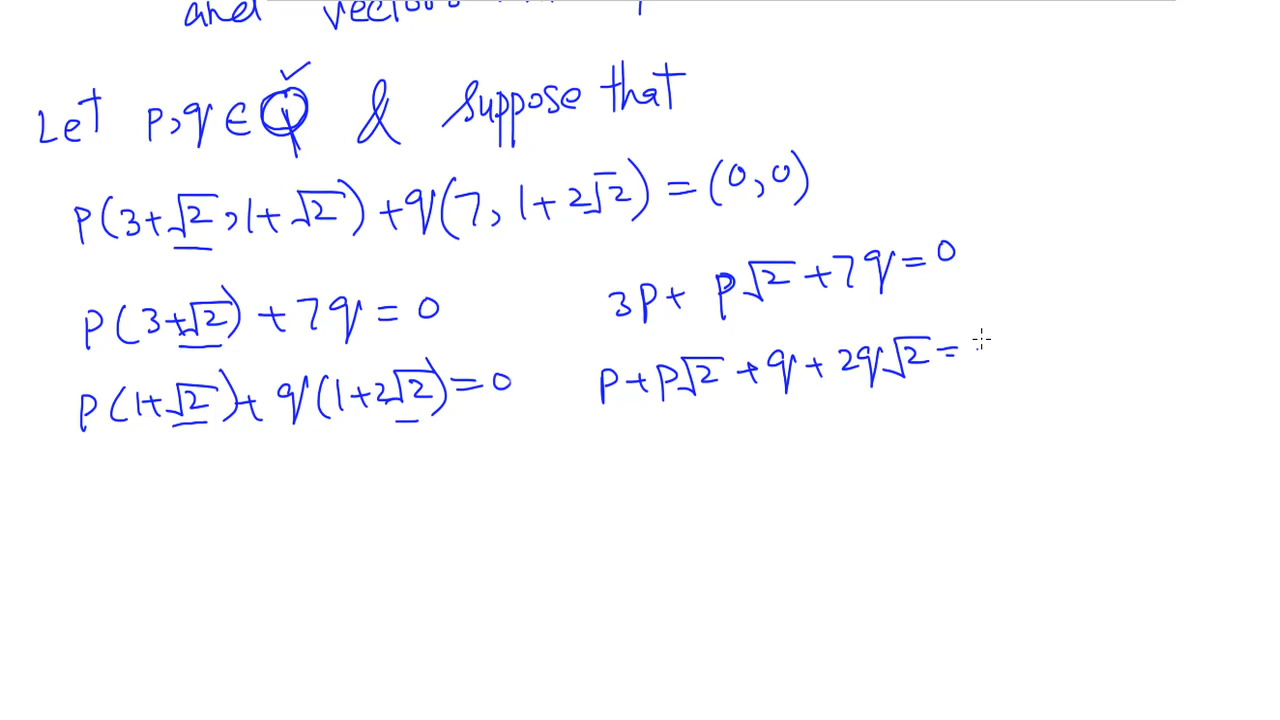 and
Let p,q ∈ Q & suppose that
p(3+√2, 1+√2) + q(7, 1+2√2) = (0,0)
p(3+√2) + 7q = 0
p(1+√2) + q(1+2√2) = 0
3p + p√2 + 7q = 0
p + p√2 + q + 2q√2 =